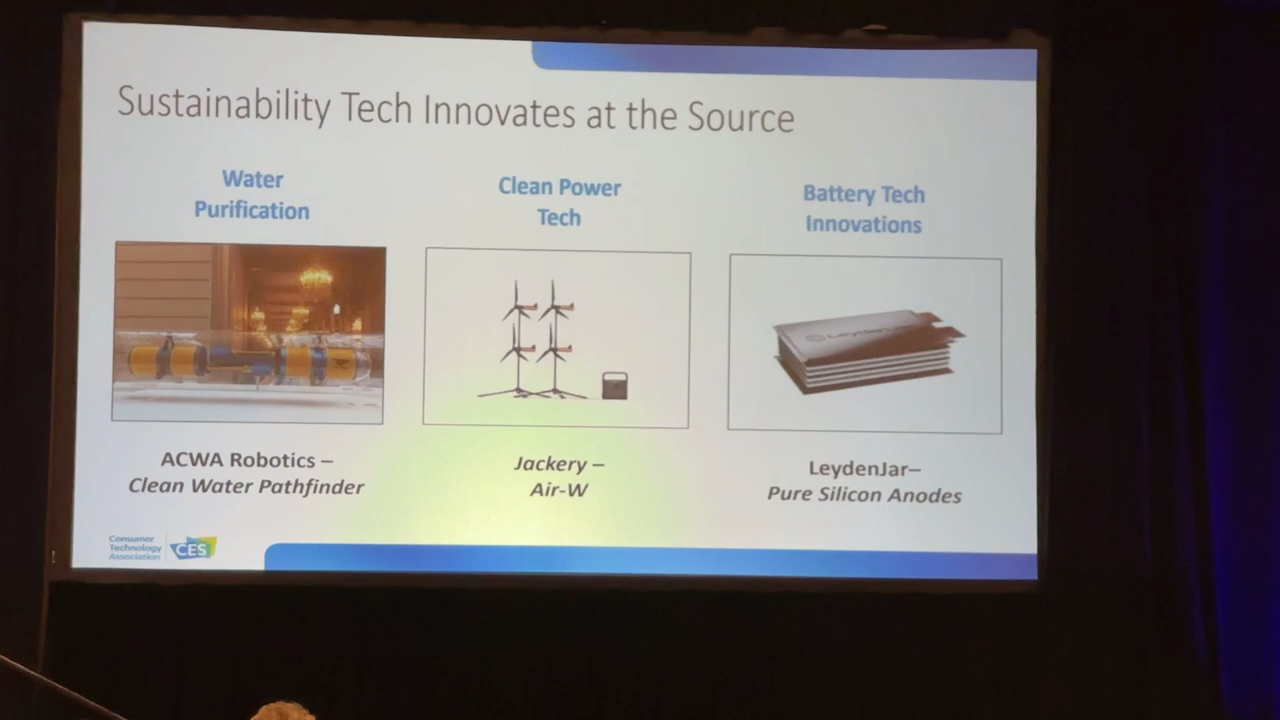 Sustainability Tech Innovates at the Source
Water
Purification
Clean Power
Tech
Battery Tech
Innovations
LeydenJar
ACWA Robotics –
Clean Water Pathfinder
Jackery –
Air-W
LeydenJar–
Pure Silicon Anodes
Consumer
Technology
Association
CES